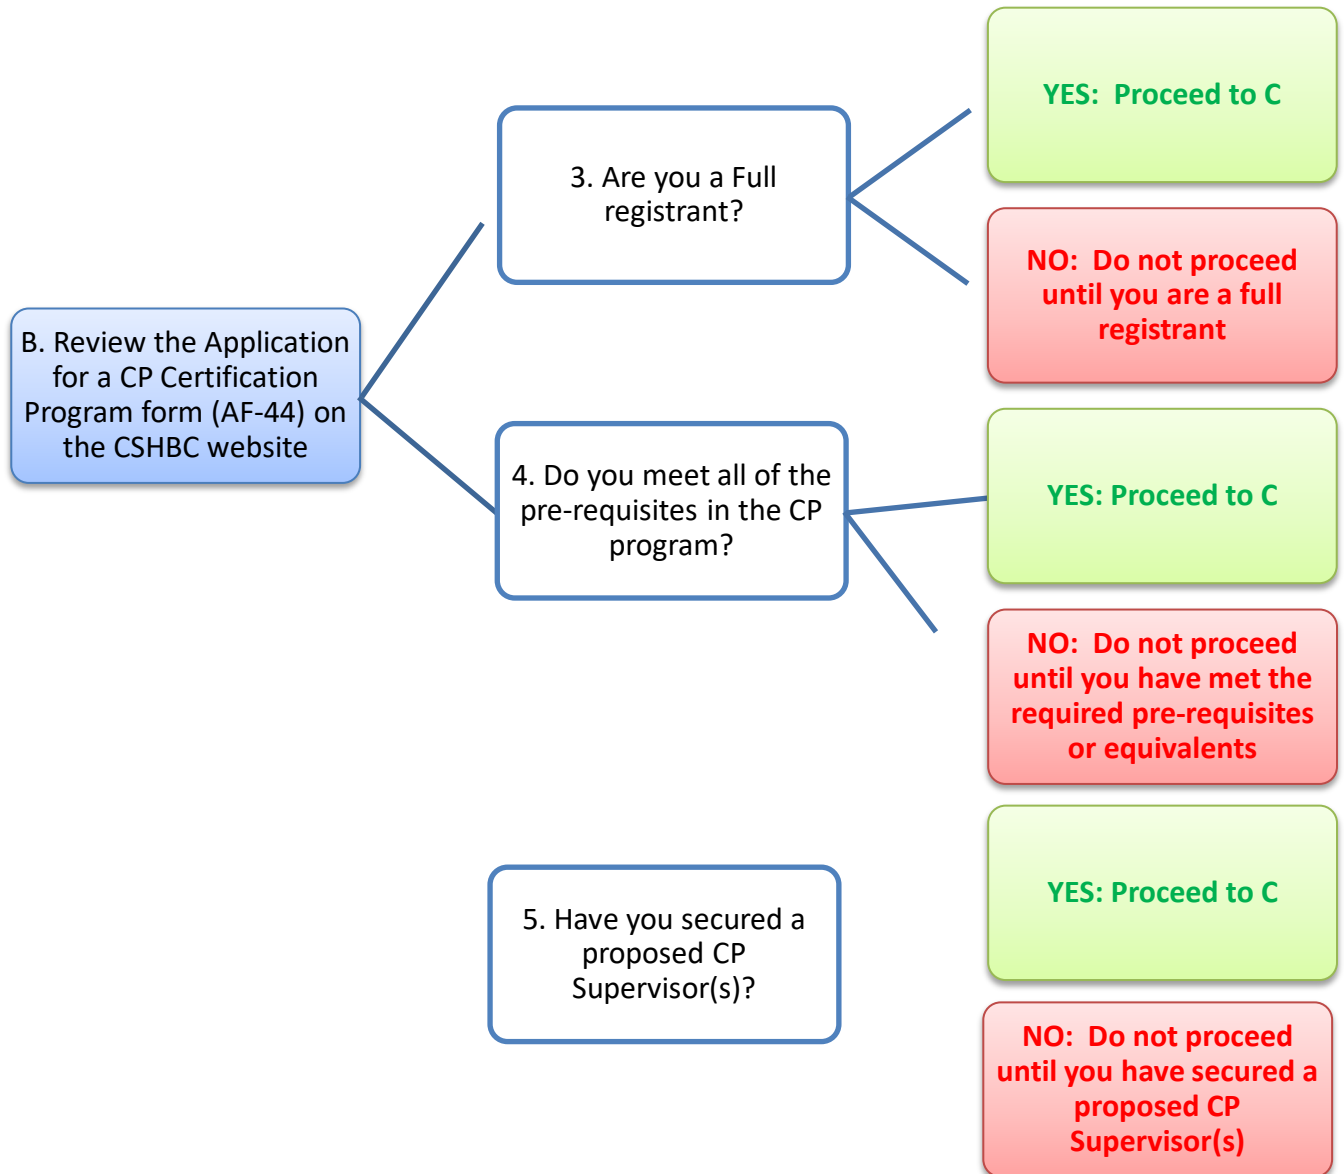 B. Review the Application
for a CP Certification
Program form (AF-44) on
the CSHBC website
3. Are you a Full
registrant?
YES:  Proceed to C
NO:  Do not proceed
until you are a full
registrant
4. Do you meet all of the
pre-requisites in the CP
program?
YES: Proceed to C
NO:  Do not proceed
until you have met the
required pre-requisites
or equivalents
5. Have you secured a
proposed CP
Supervisor(s)?
YES: Proceed to C
NO:  Do not proceed
until you have secured a
proposed CP
Supervisor(s)